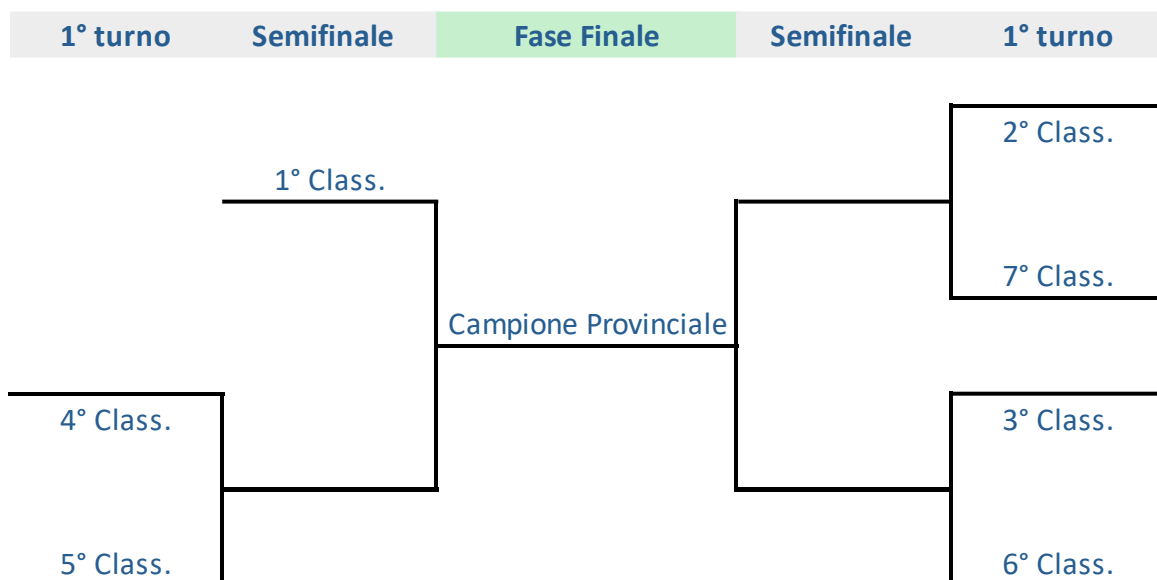 1° turno Semifinale Fase Finale Semifinale 1° turno
2° Class.
1° Class.
7° Class.
Campione Provinciale
4° Class. 3° Class.
5° Class. 6° Class.